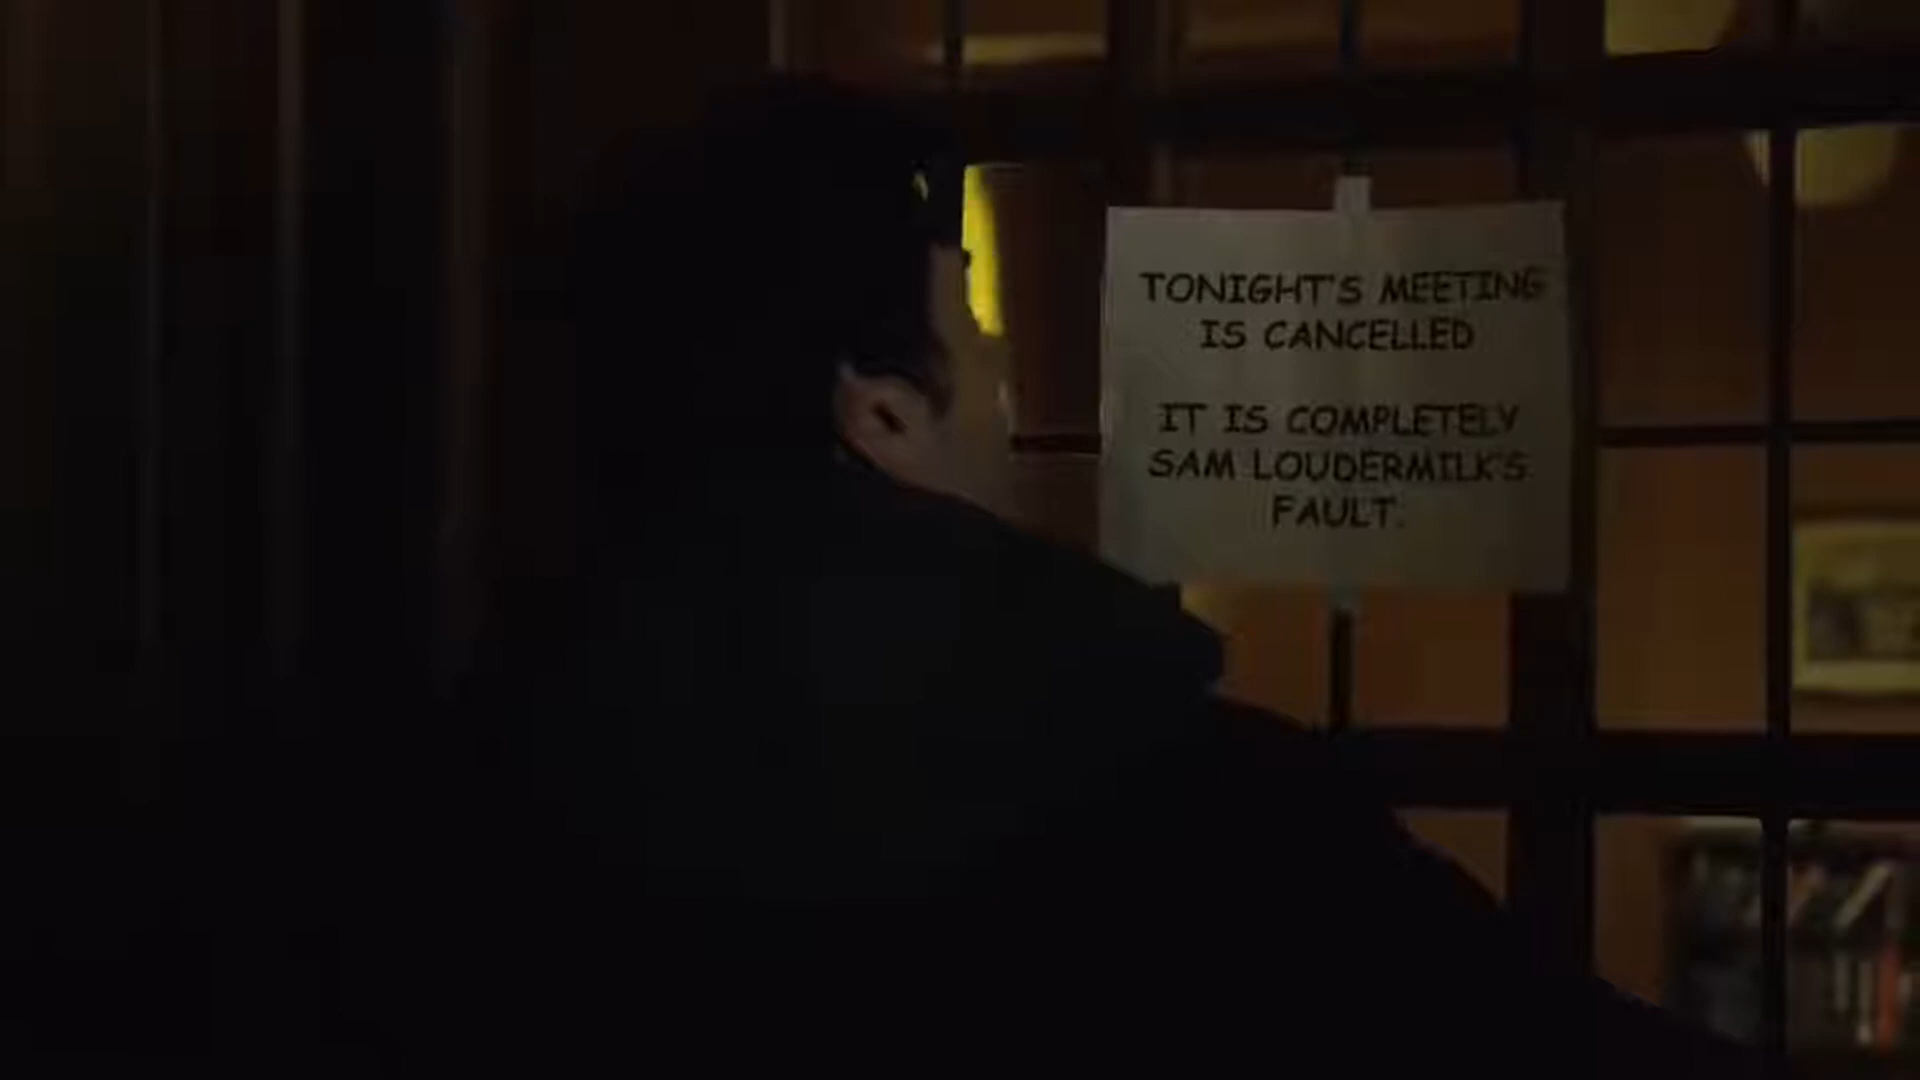 TONIGHT'S MEETING
IS CANCELLED
IT IS COMPLETELY
SAM LOUDERMILK'S
FAULT.